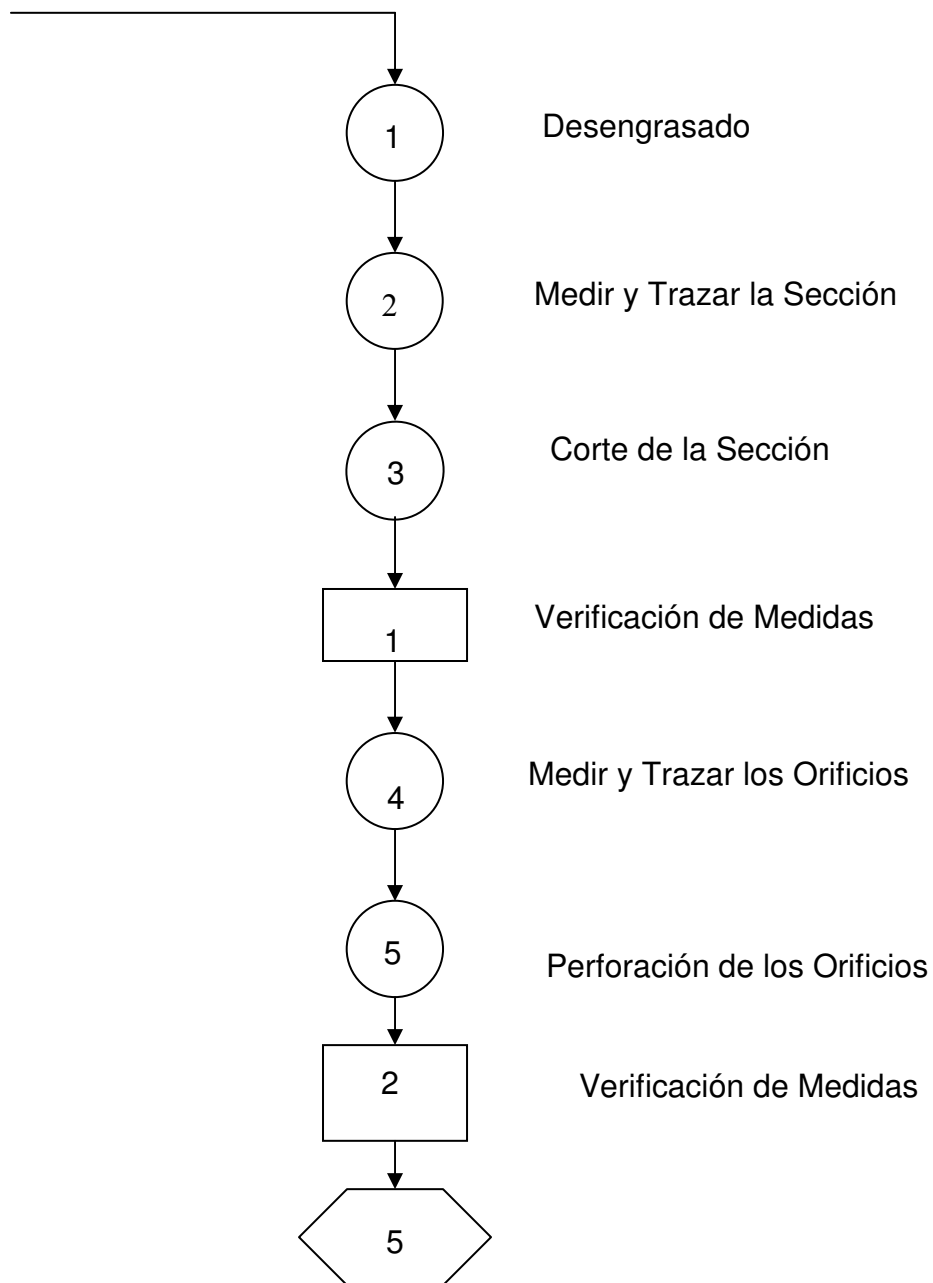 1 Desengrasado
2 Medir y Trazar la Sección
3 Corte de la Sección
1 Verificación de Medidas
4 Medir y Trazar los Orificios
5 Perforación de los Orificios
2 Verificación de Medidas
5